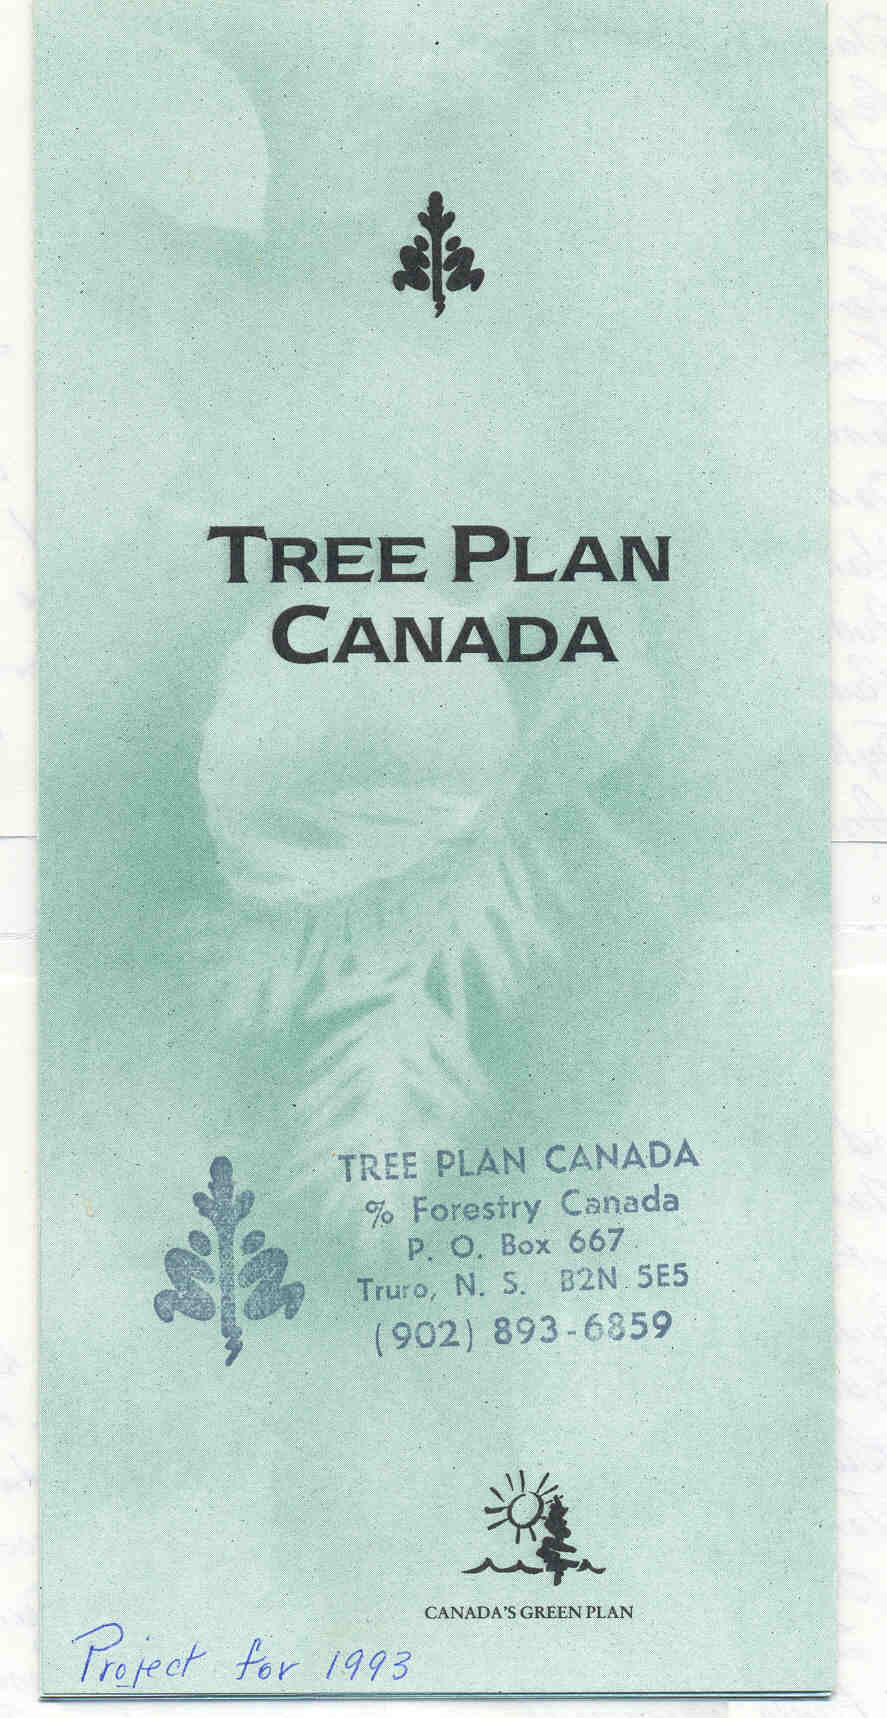 TREE PLAN
CANADA
TREE PLAN CANADA
% Forestry Canada
P. O. Box 667
Truro, N. S. B2N 5E5
(902) 893-6859
CANADA'S GREEN PLAN
Project for 1993